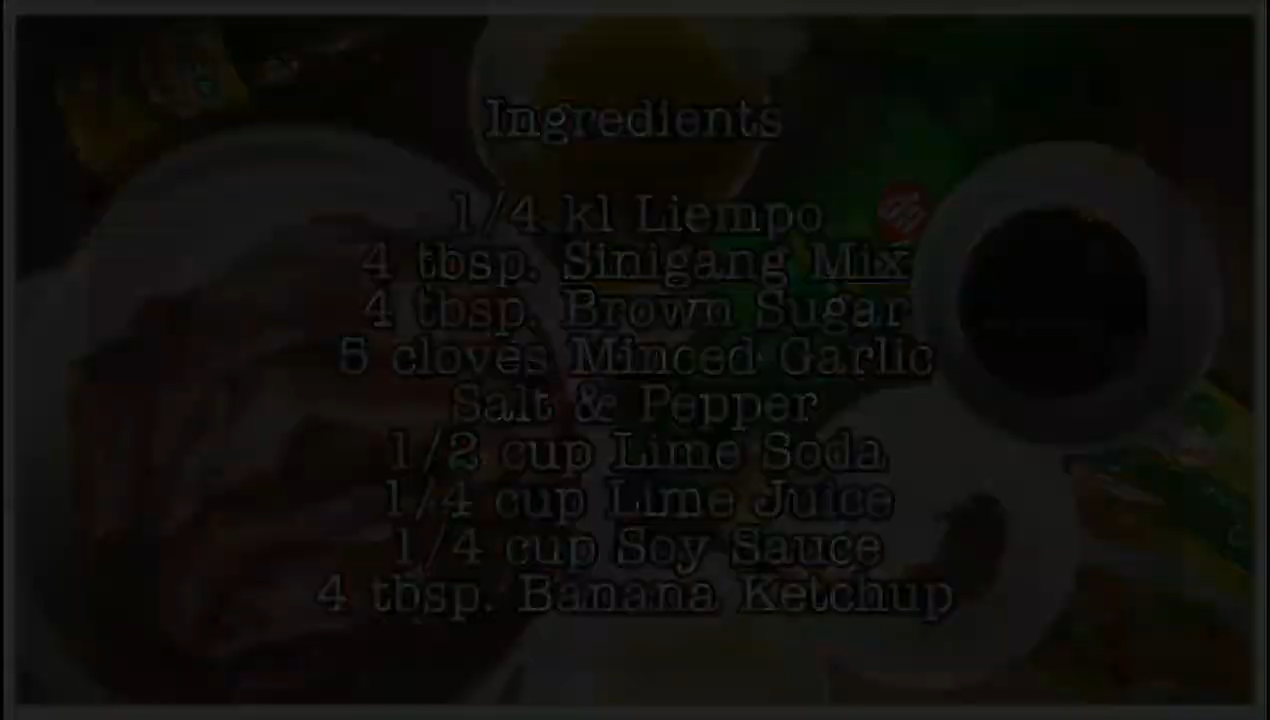 Ingredients
1/4 kl Liempo
4 tbsp. Sinigang Mix
4 tbsp. Brown Sugar
5 cloves Minced Garlic
Salt & Pepper
1/2 cup Lime Soda
1/4 cup Lime Juice
1/4 cup Soy Sauce
4 tbsp. Banana Ketchup